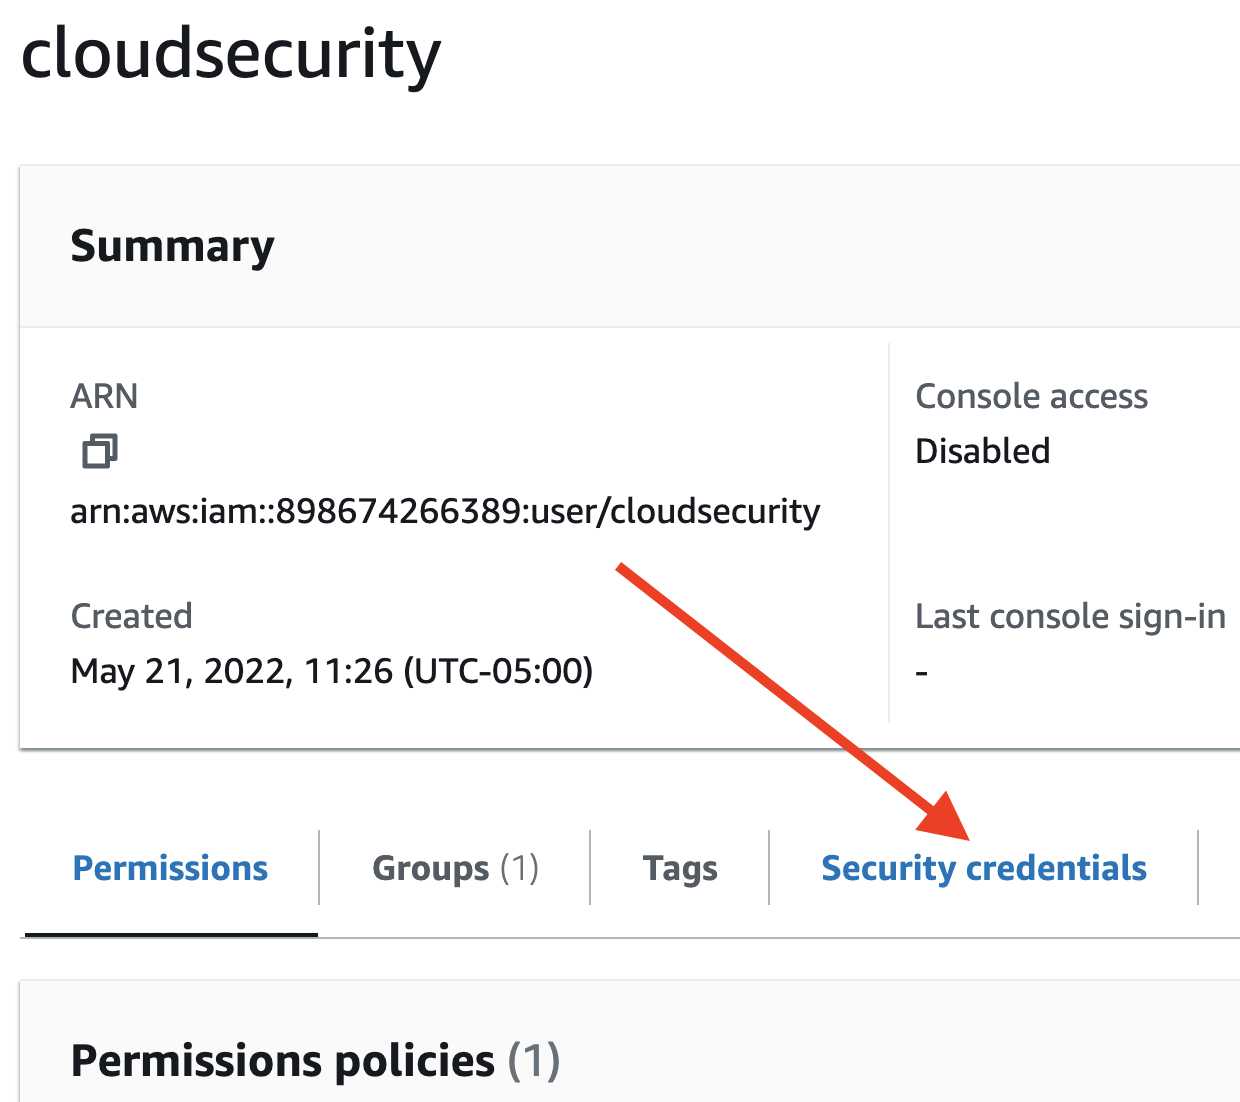 cloudsecurity
Summary
ARN
arn:aws:iam::898674266389:user/cloudsecurity
Created
May 21, 2022, 11:26 (UTC-05:00)
Console access
Disabled
Last console sign-in
-
Permissions
Groups (1)
Tags
Security credentials
Permissions policies (1)